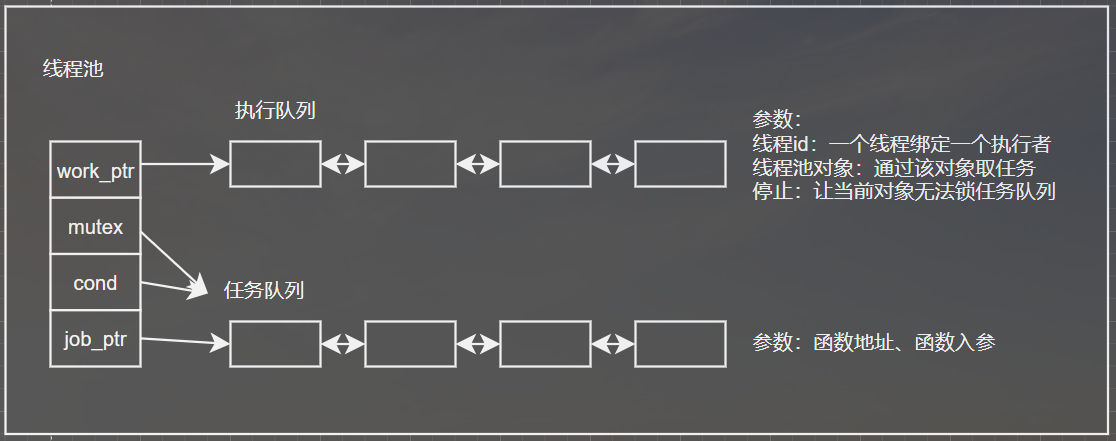 线程池
执行队列
work_ptr
mutex
cond
job_ptr
参数：
线程id：一个线程绑定一个执行者
线程池对象：通过该对象取任务
停止：让当前对象无法锁任务队列
任务队列
参数：函数地址、函数入参